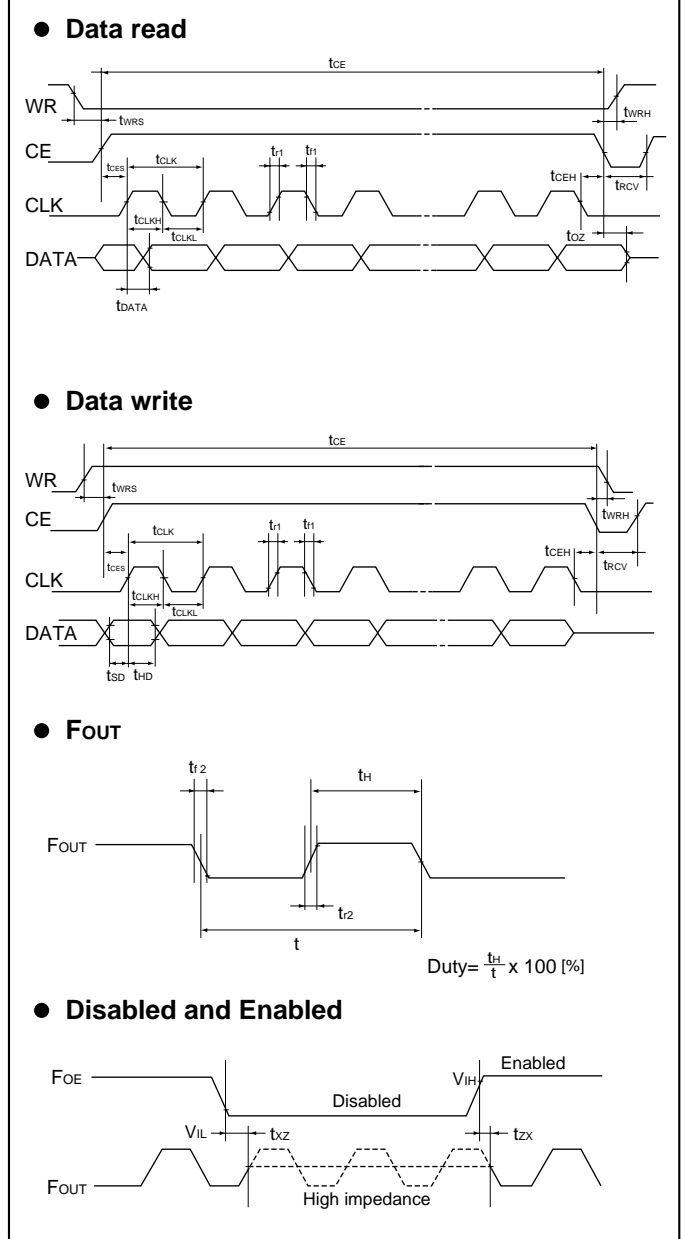 ● Data read
tCE
WR
tWRS
tWRH
CE
tCES
tCLK
tr1
tf1
tCEH
tRCV
CLK
tCLKH
tCLKL
tOZ
DATA
tDATA
● Data write
tCE
WR
tWRS
CE
tWRH
tCLK
tr1
tf1
tCES
tCEH
tRCV
CLK
tCLKH
tCLKL
DATA
tSD tHD
● FOUT
tf 2
tH
FOUT
tr2
t
Duty= tH/t x 100 [%]
● Disabled and Enabled
Enabled
FOE
VIH
Disabled
VIL
tXZ
tZX
FOUT
High impedance